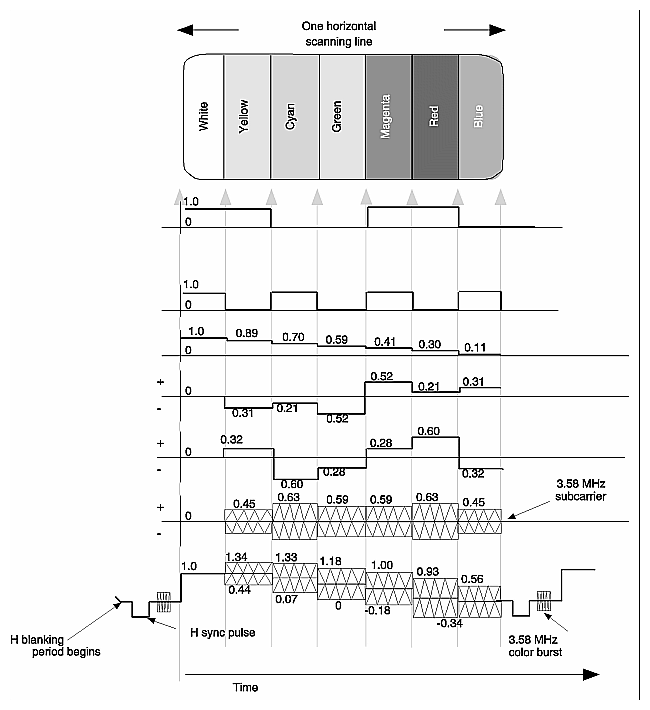 One horizontal
scanning line
White
Yellow
Cyan
Green
Magenta
Red
Blue
1.0
0
1.0
0
1.0 0.89 0.70 0.59 0.41 0.30 0.11
0
+ 0 0.52 0.21 0.31
- 0.31 0.21 0.52
+ 0 0.32 0.28 0.60
- 0.60 0.28 0.32
3.58 MHz
subcarrier
+ 0 0.45 0.63 0.59 0.59 0.63 0.45
-
1.0 1.34 1.33 1.18 1.00 0.93 0.56
0.44 0.07 0 -0.18 -0.34
H blanking
period begins
H sync pulse
3.58 MHz
color burst
Time